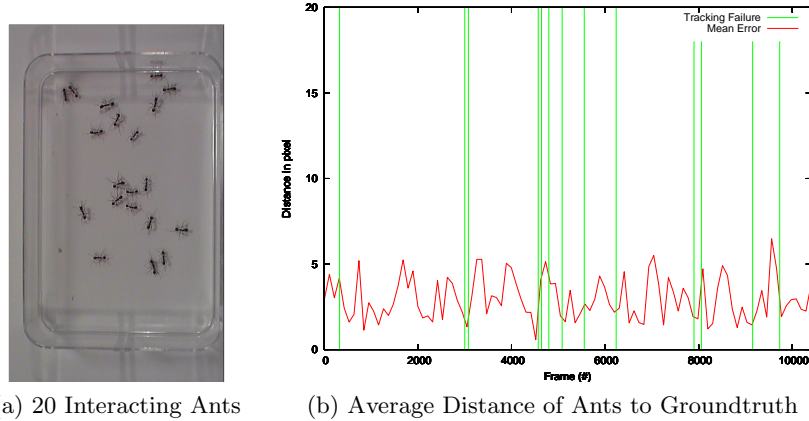 20
15
10
5
0
Distance in pixel
Tracking Failure
Mean Error
0 2000 4000 6000 8000 10000
Frame (#)
a) 20 Interacting Ants
(b) Average Distance of Ants to Groundtruth